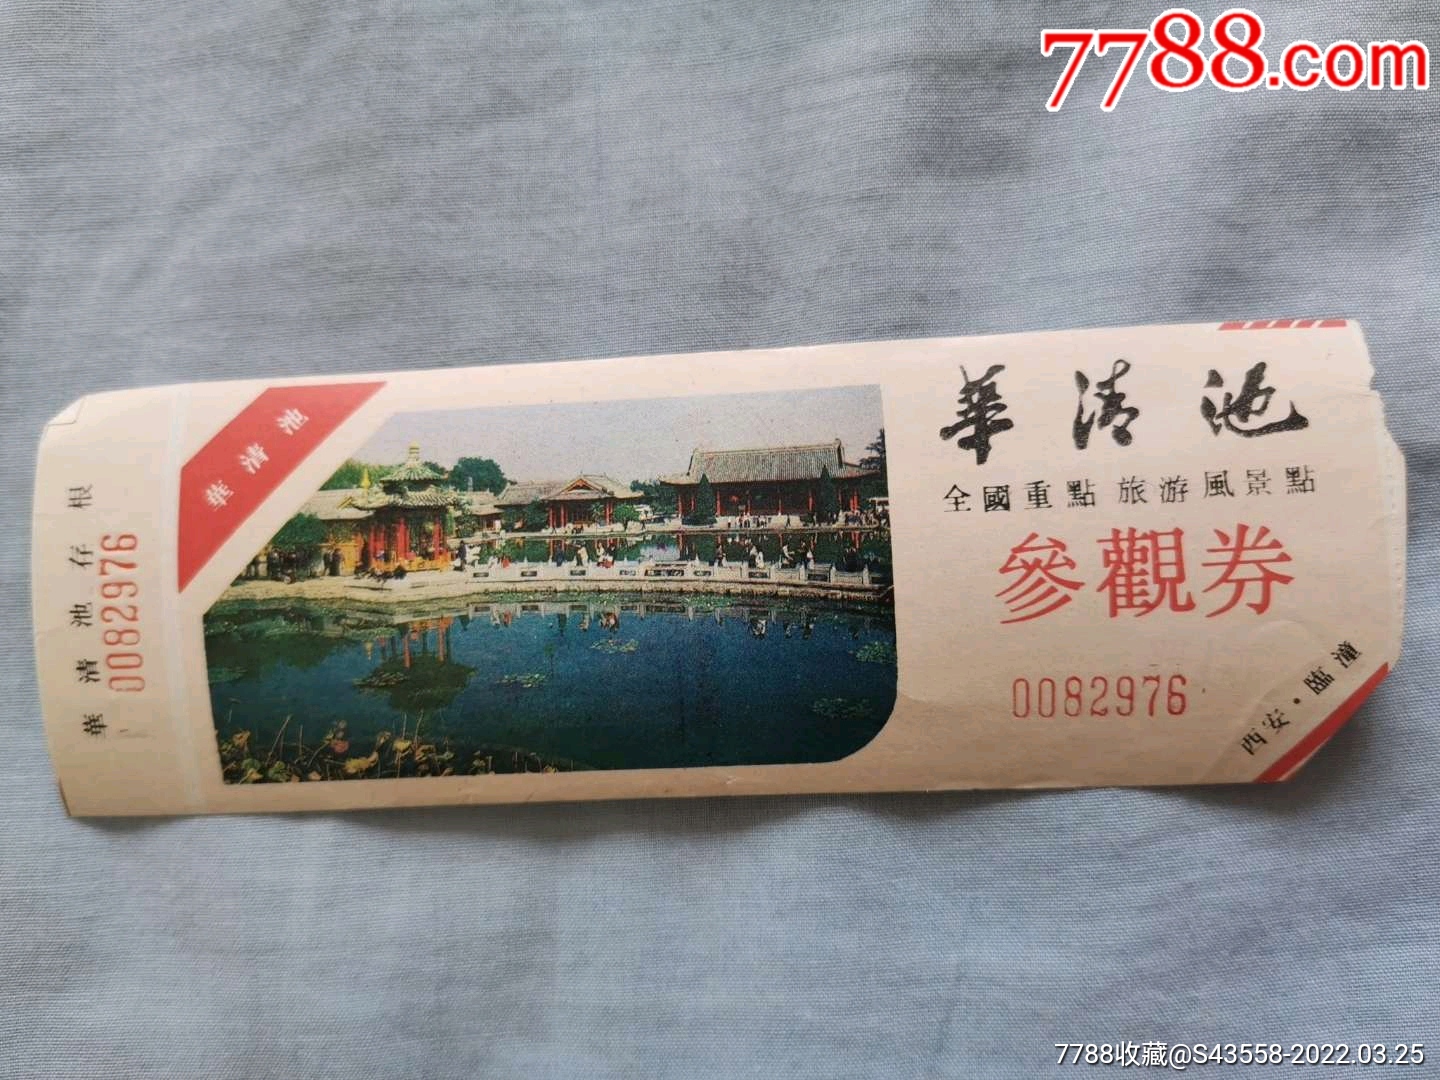 7788.com
華清池
全國重點旅游風景點
參觀券
0082976
西安·臨潼
華清池
華清池存根
0082976
7788收藏@S43558-2022.03.25